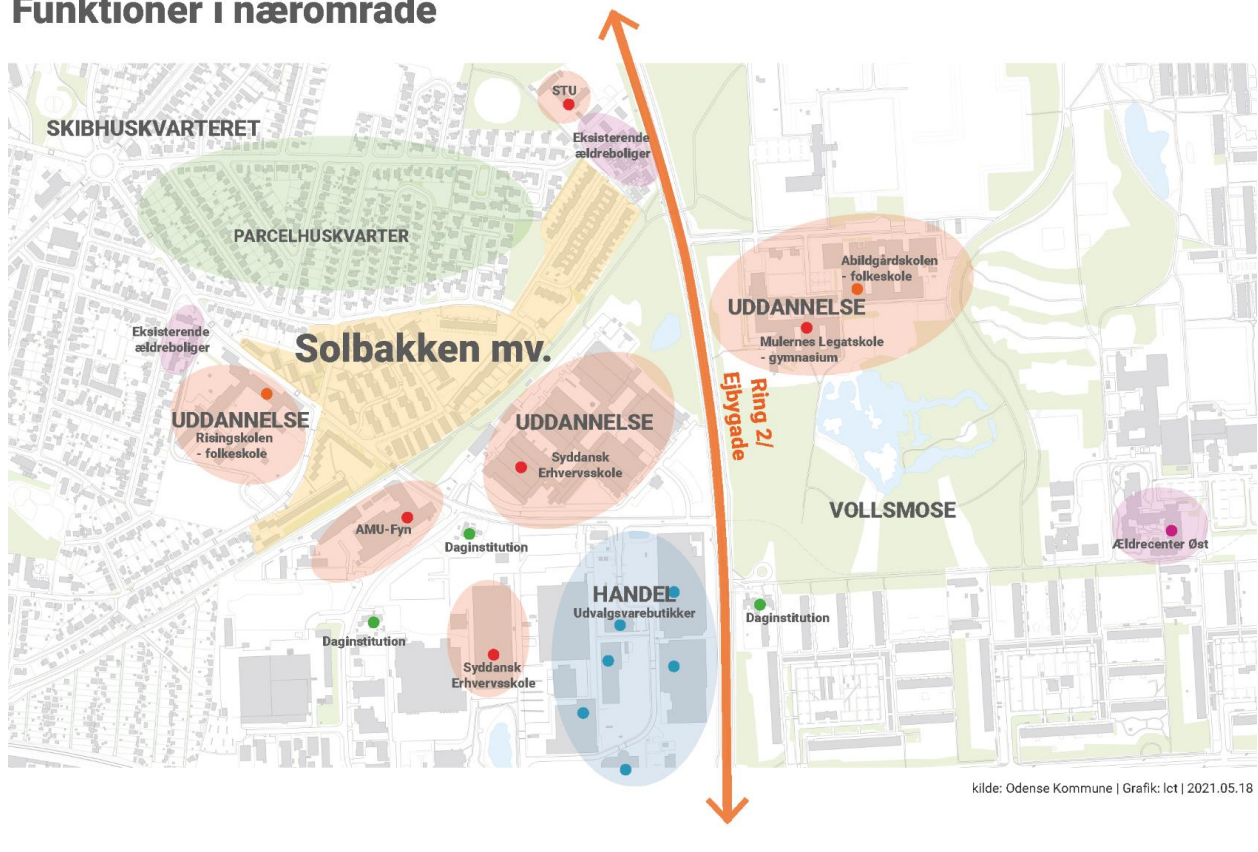 Funktioner i nærområde
STU
SKIBHUSKVARTERET
Eksisterende
ældreboliger
PARCELHUSKVARTER
Abildgårdskolen
- folkeskole
UDDANNELSE
Mulernes Legatskole
- gymnasium
Eksisterende
ældreboliger
Solbakken mv.
Ring 2/
Ejbygade
UDDANNELSE
Risingskolen
- folkeskole
UDDANNELSE
Syddansk
Erhvervsskole
VOLLSMOSE
AMU-Fyn
Daginstitution
Ældrecenter Øst
HANDEL
Udvalgsvarebutikker
Daginstitution
Daginstitution
Syddansk
Erhvervsskole
kilde: Odense Kommune | Grafik: lct | 2021.05.18